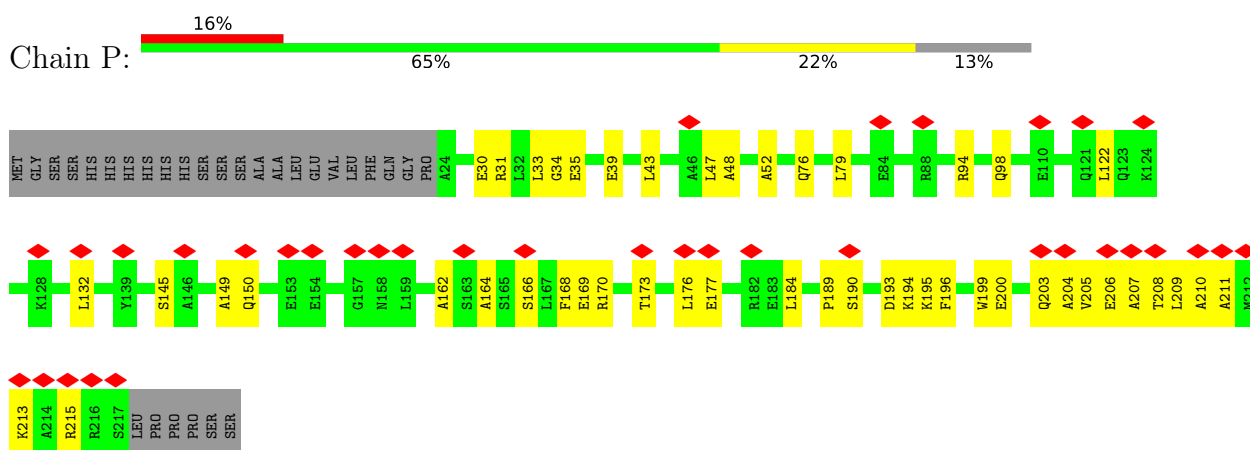 16%
Chain P:
65% 22% 13%
MET GLY SER SER HIS HIS HIS HIS HIS HIS SER SER SER ALA ALA LEU GLU VAL LEU PHE GLN GLY PRO A24 E30 R31 L32 L33 G34 E35 E39 L43 A46 L47 A48 A52 Q76 L79 E84 R88 R94 Q98 E110 Q121 L122 Q123 K124
K128 L132 Y139 S145 A146 A149 Q150 E153 E154 G157 N158 L159 A162 S163 A164 S165 S166 L167 F168 E169 R170 T173 L176 E177 R182 E183 L184 P189 S190 D193 K194 K195 F196 W199 E200 Q203 A204 V205 E206 A207 T208 L209 A210 A211 M212
K213 A214 R215 R216 S217 LEU PRO PRO PRO SER SER